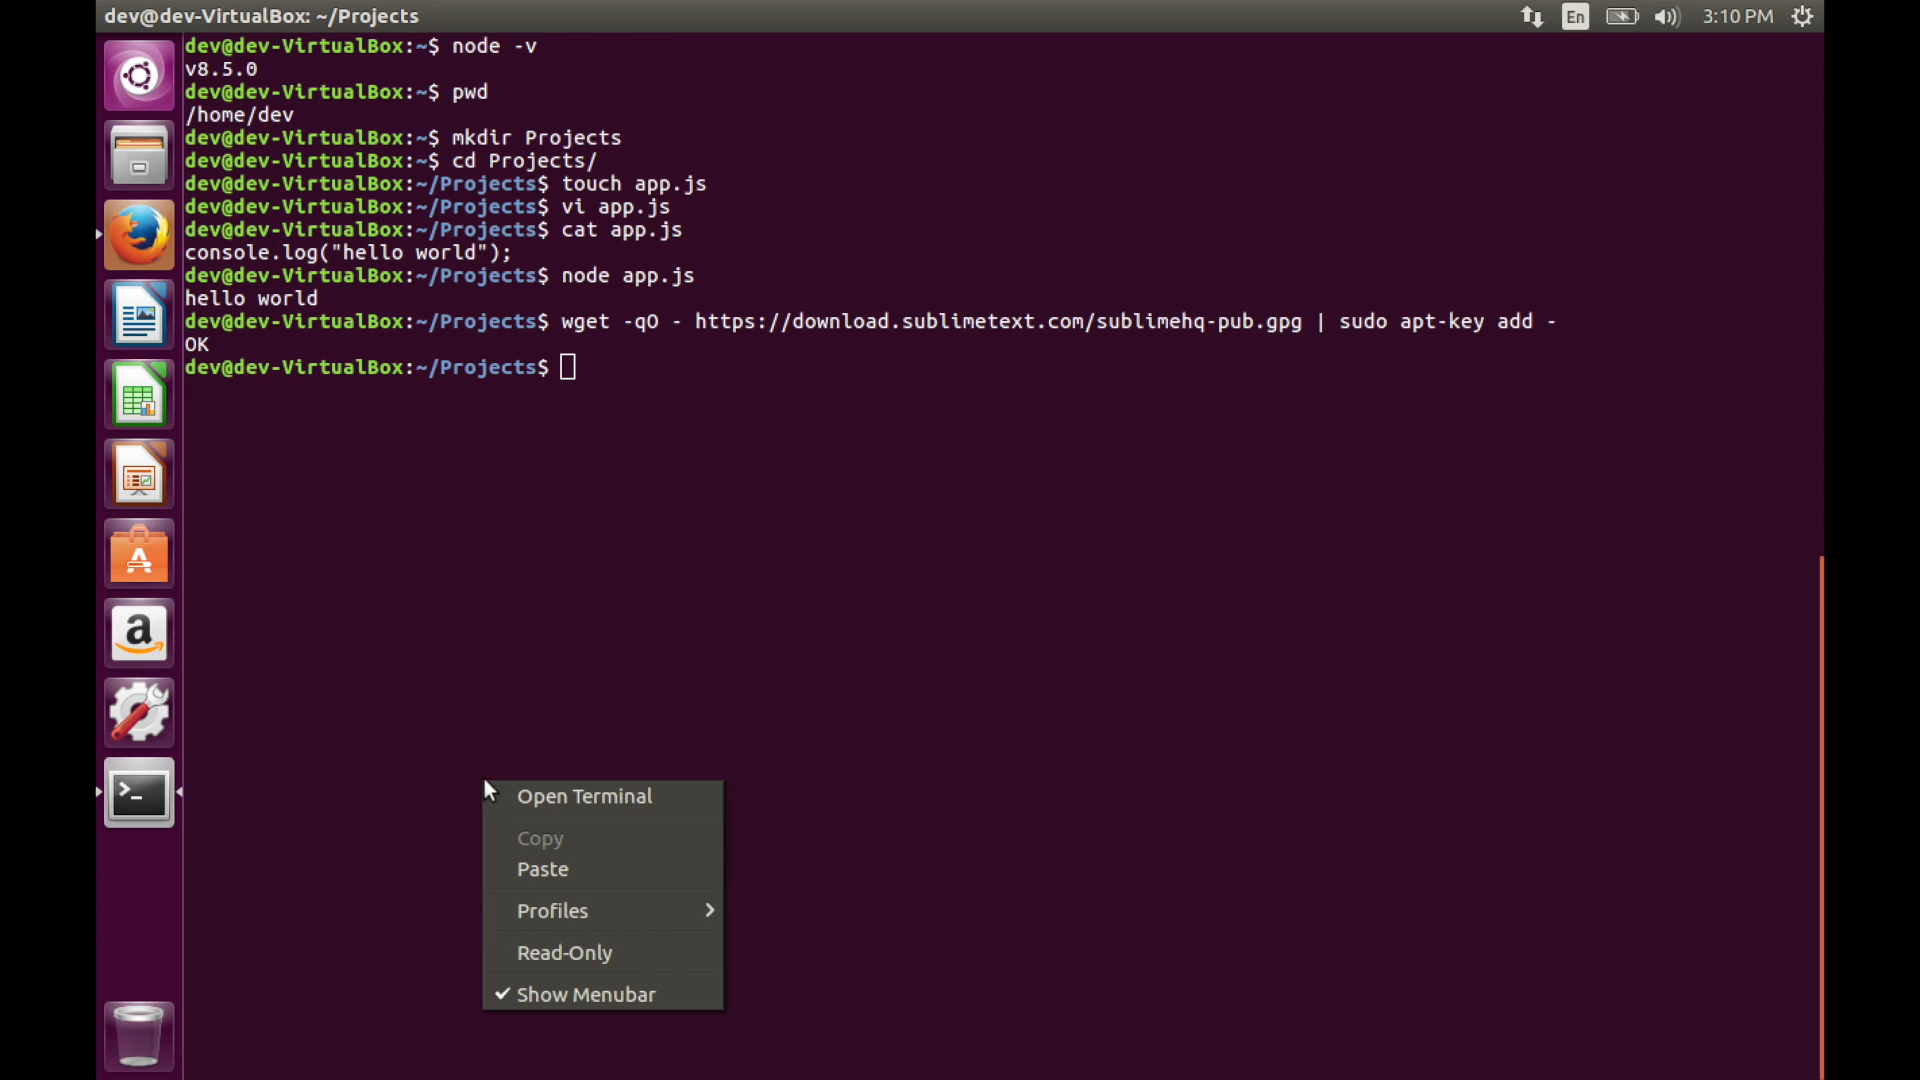 dev@dev-VirtualBox: ~/Projects
En
3:10 PM
dev@dev-VirtualBox:~$ node -v
v8.5.0
dev@dev-VirtualBox:~$ pwd
/home/dev
dev@dev-VirtualBox:~$ mkdir Projects
dev@dev-VirtualBox:~$ cd Projects/
dev@dev-VirtualBox:~/Projects$ touch app.js
dev@dev-VirtualBox:~/Projects$ vi app.js
dev@dev-VirtualBox:~/Projects$ cat app.js
console.log("hello world");
dev@dev-VirtualBox:~/Projects$ node app.js
hello world
dev@dev-VirtualBox:~/Projects$ wget -qO - https://download.sublimetext.com/sublimehq-pub.gpg | sudo apt-key add -
OK
dev@dev-VirtualBox:~/Projects$
Open Terminal
Copy
Paste
Profiles
Read-Only
Show Menubar